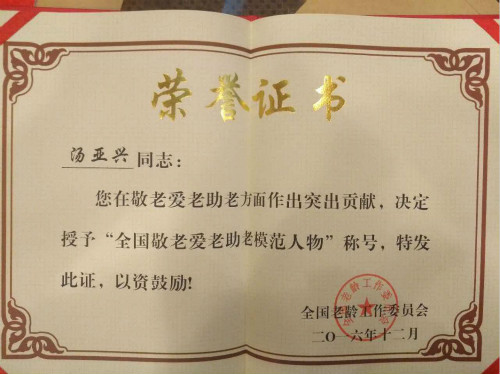 荣誉证书
汤亚兴同志：
您在敬老爱老助老方面作出突出贡献，决定
授予“全国敬老爱老助老模范人物”称号，特发
此证，以资鼓励！
全国老龄工作委员会
二〇一六年十二月